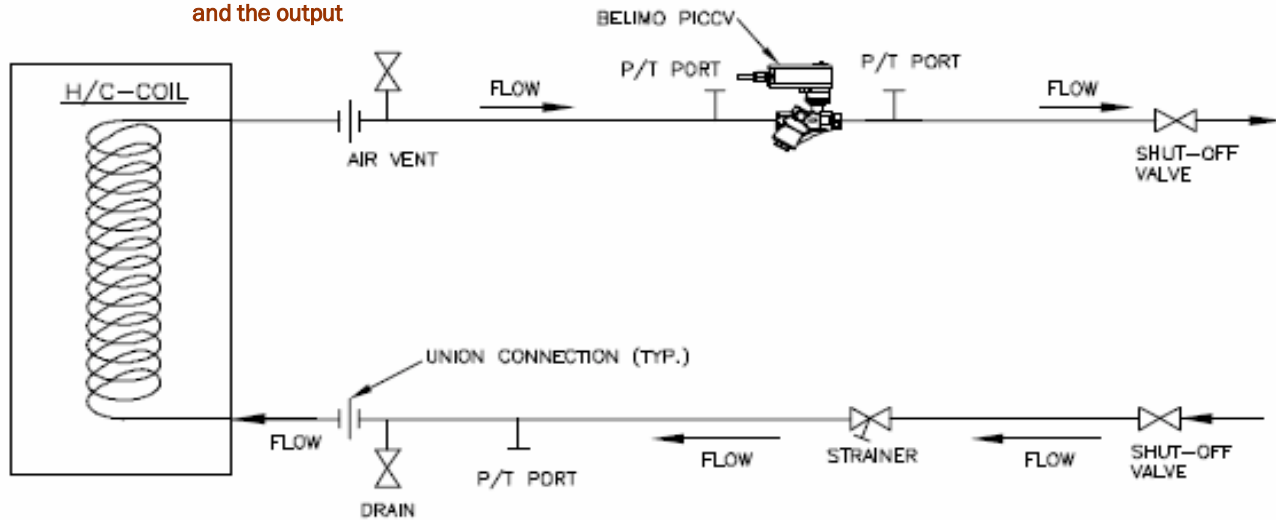 and the output
BELIMO PICCV
P/T PORT
P/T PORT
H/C-COIL
FLOW
FLOW
AIR VENT
SHUT-OFF
VALVE
UNION CONNECTION (TYP.)
FLOW
DRAIN
P/T PORT
FLOW
STRAINER
FLOW
SHUT-OFF
VALVE